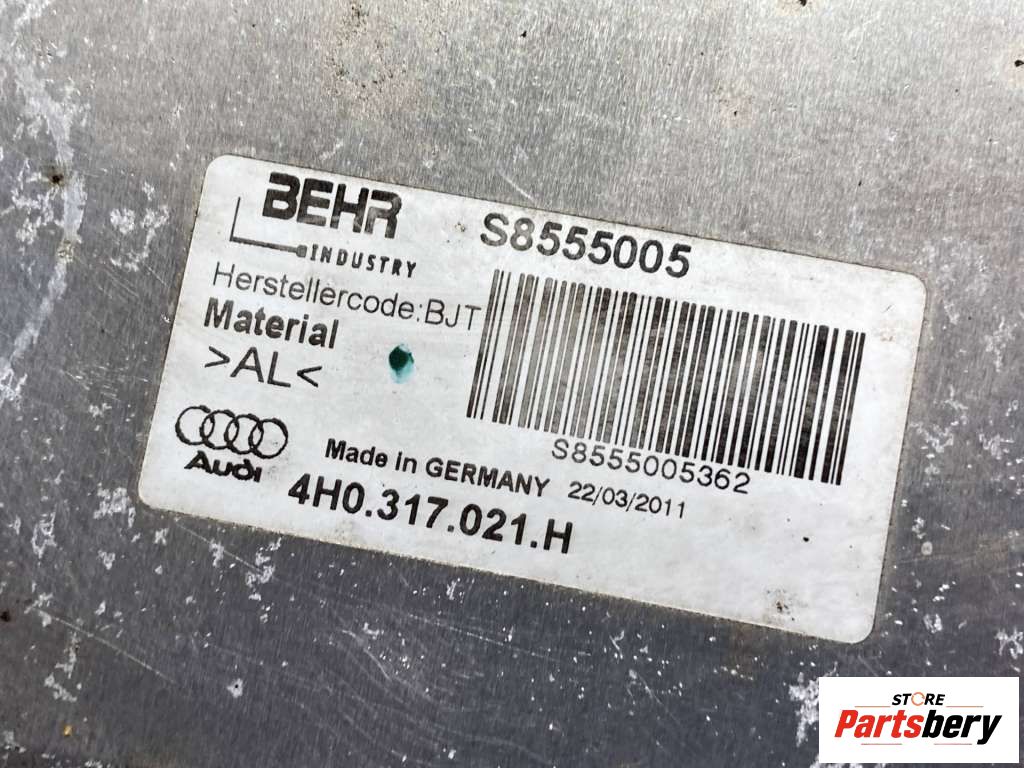 BEHR
INDUSTRY
S8555005
Herstellercode:BJT
Material
>AL<
S8555005362
Audi
Made in GERMANY 22/03/2011
4H0.317.021.H
STORE
Partsbery